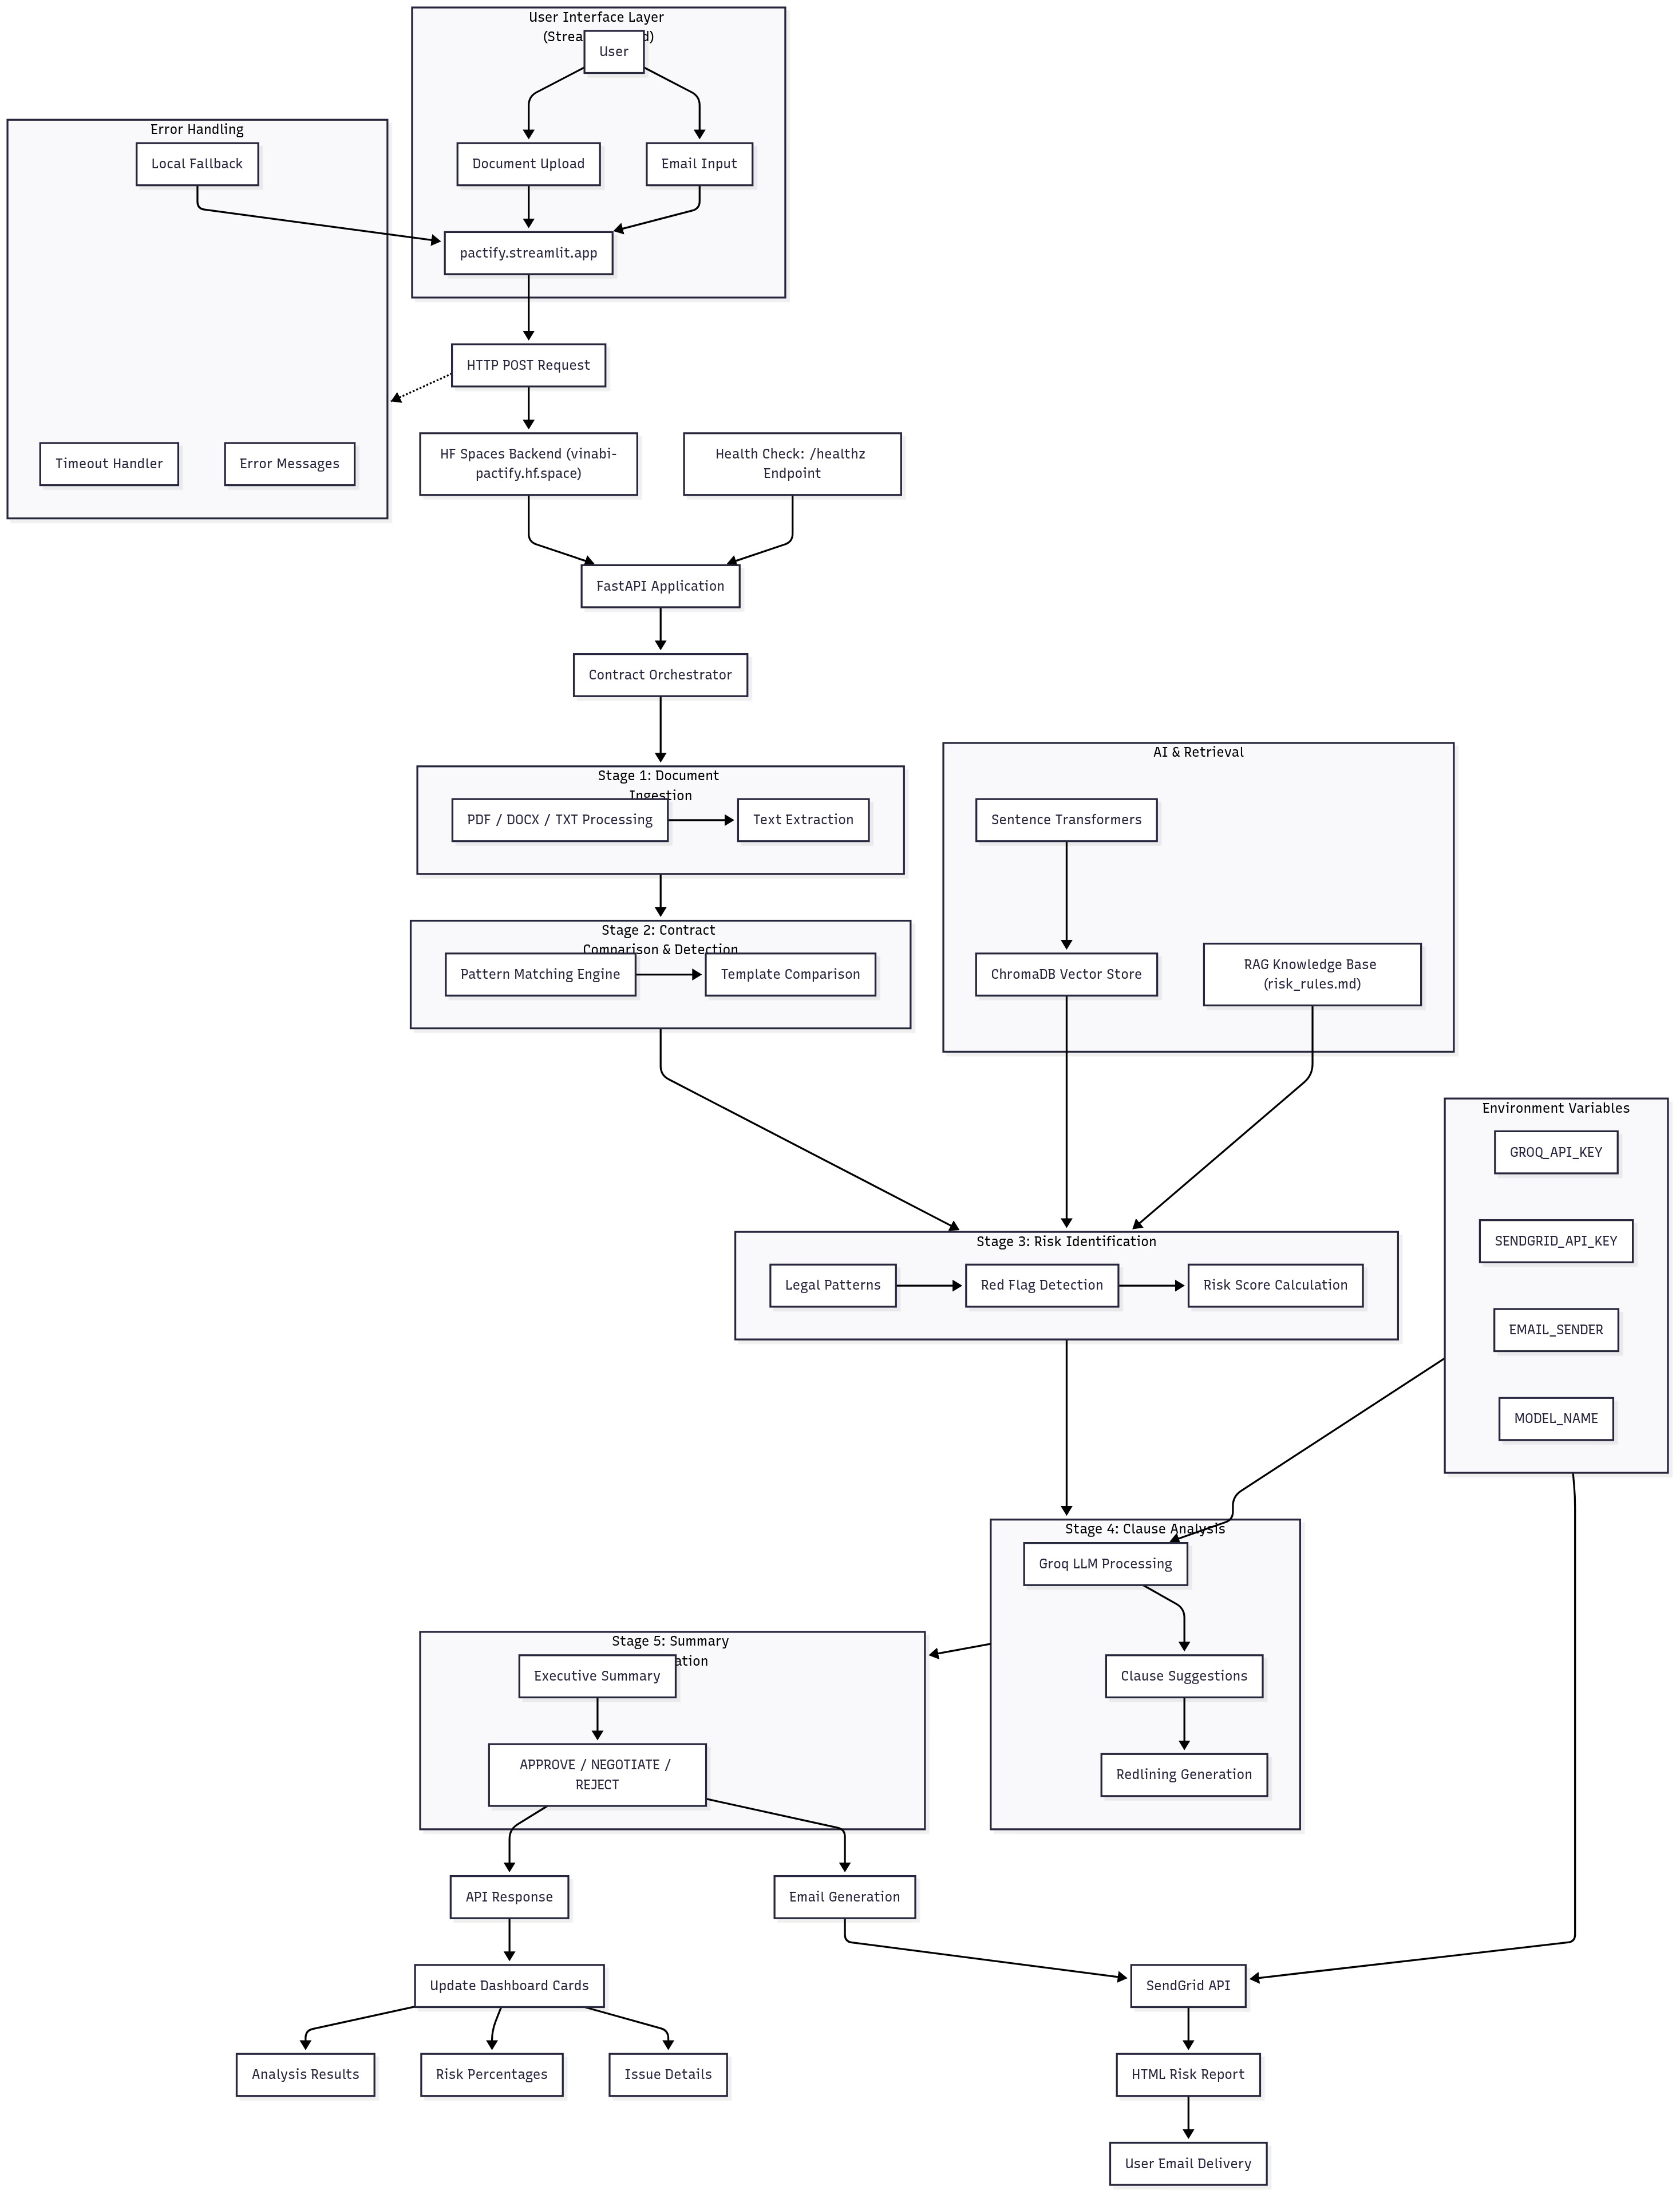 User Interface Layer
User
Error Handling
Local Fallback
Document Upload
Email Input
pactify.streamlit.app
HTTP POST Request
Timeout Handler
Error Messages
HF Spaces Backend (vinabi-
pactify.hf.space)
Health Check: /healthz
Endpoint
FastAPI Application
Contract Orchestrator
Stage 1: Document
Ingestion
PDF / DOCX / TXT Processing
Text Extraction
AI & Retrieval
Sentence Transformers
Stage 2: Contract
Comparison & Detection
Pattern Matching Engine
Template Comparison
ChromaDB Vector Store
RAG Knowledge Base
(risk_rules.md)
Environment Variables
GROQ_API_KEY
SENDGRID_API_KEY
EMAIL_SENDER
MODEL_NAME
Stage 3: Risk Identification
Legal Patterns
Red Flag Detection
Risk Score Calculation
Stage 4: Clause Analysis
Groq LLM Processing
Clause Suggestions
Redlining Generation
Stage 5: Summary
Executive Summary
APPROVE / NEGOTIATE /
REJECT
API Response
Email Generation
Update Dashboard Cards
SendGrid API
Analysis Results
Risk Percentages
Issue Details
HTML Risk Report
User Email Delivery